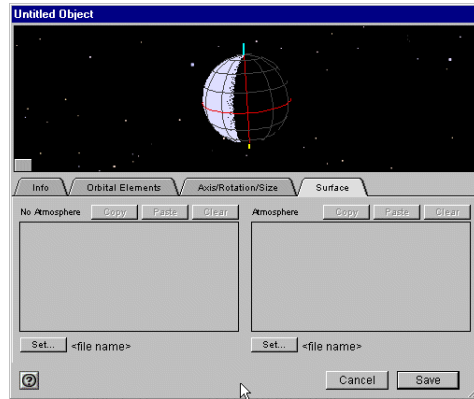 Untitled Object
Info Orbital Elements Axis/Rotation/Size Surface
No Atmosphere Copy Paste Clear Atmosphere Copy Paste Clear
Set... <file name> Set... <file name>
? Cancel Save